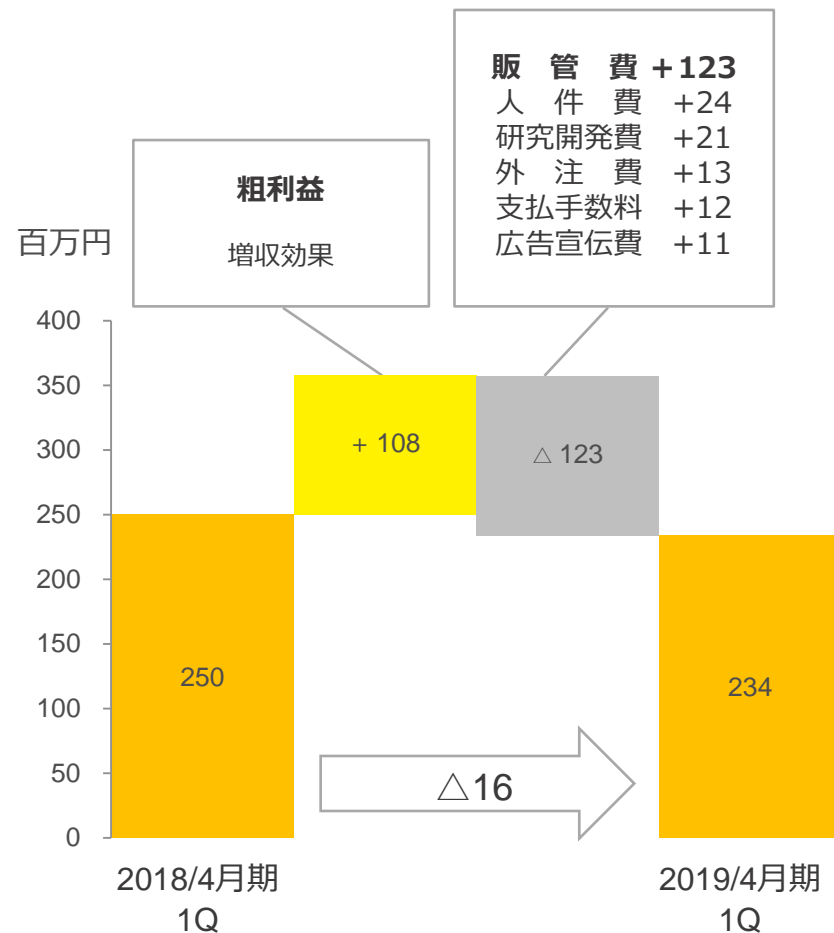 販 管 費 +123
人 件 費 +24
研究開発費 +21
外 注 費 +13
支払手数料 +12
広告宣伝費 +11
粗利益
増収効果
百万円
400
350
300
250
200
150
100
50
0
+ 108
△ 123
250
234
△16
2018/4月期
1Q
2019/4月期
1Q